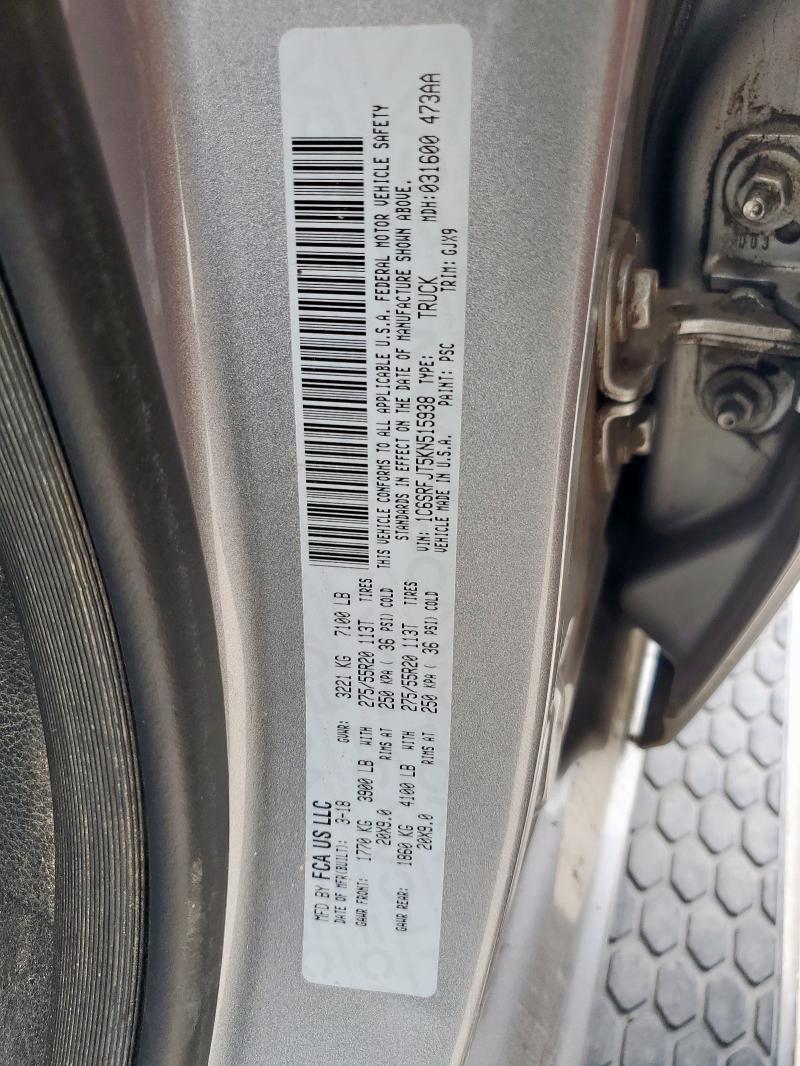 MFD BY FCA US LLC
DATE OF MFR(BUILT): 3-18 GVWR: 3221 KG 7100 LB
GAWR FRONT: 1770 KG 3900 LB WITH 275/55R20 113T TIRES
20X9.0 RIMS AT 250 KPA ( 36 PSI) COLD
GAWR REAR: 1860 KG 4100 LB WITH 275/55R20 113T TIRES
20X9.0 RIMS AT 250 KPA ( 36 PSI) COLD
THIS VEHICLE CONFORMS TO ALL APPLICABLE U.S.A. FEDERAL MOTOR VEHICLE SAFETY
STANDARDS IN EFFECT ON THE DATE OF MANUFACTURE SHOWN ABOVE.
VIN: 1C6SRFJT5KN515938 TYPE: TRUCK MDH:031600 473AA
VEHICLE MADE IN U.S.A. PAINT: PSC TRIM: GJX9
003